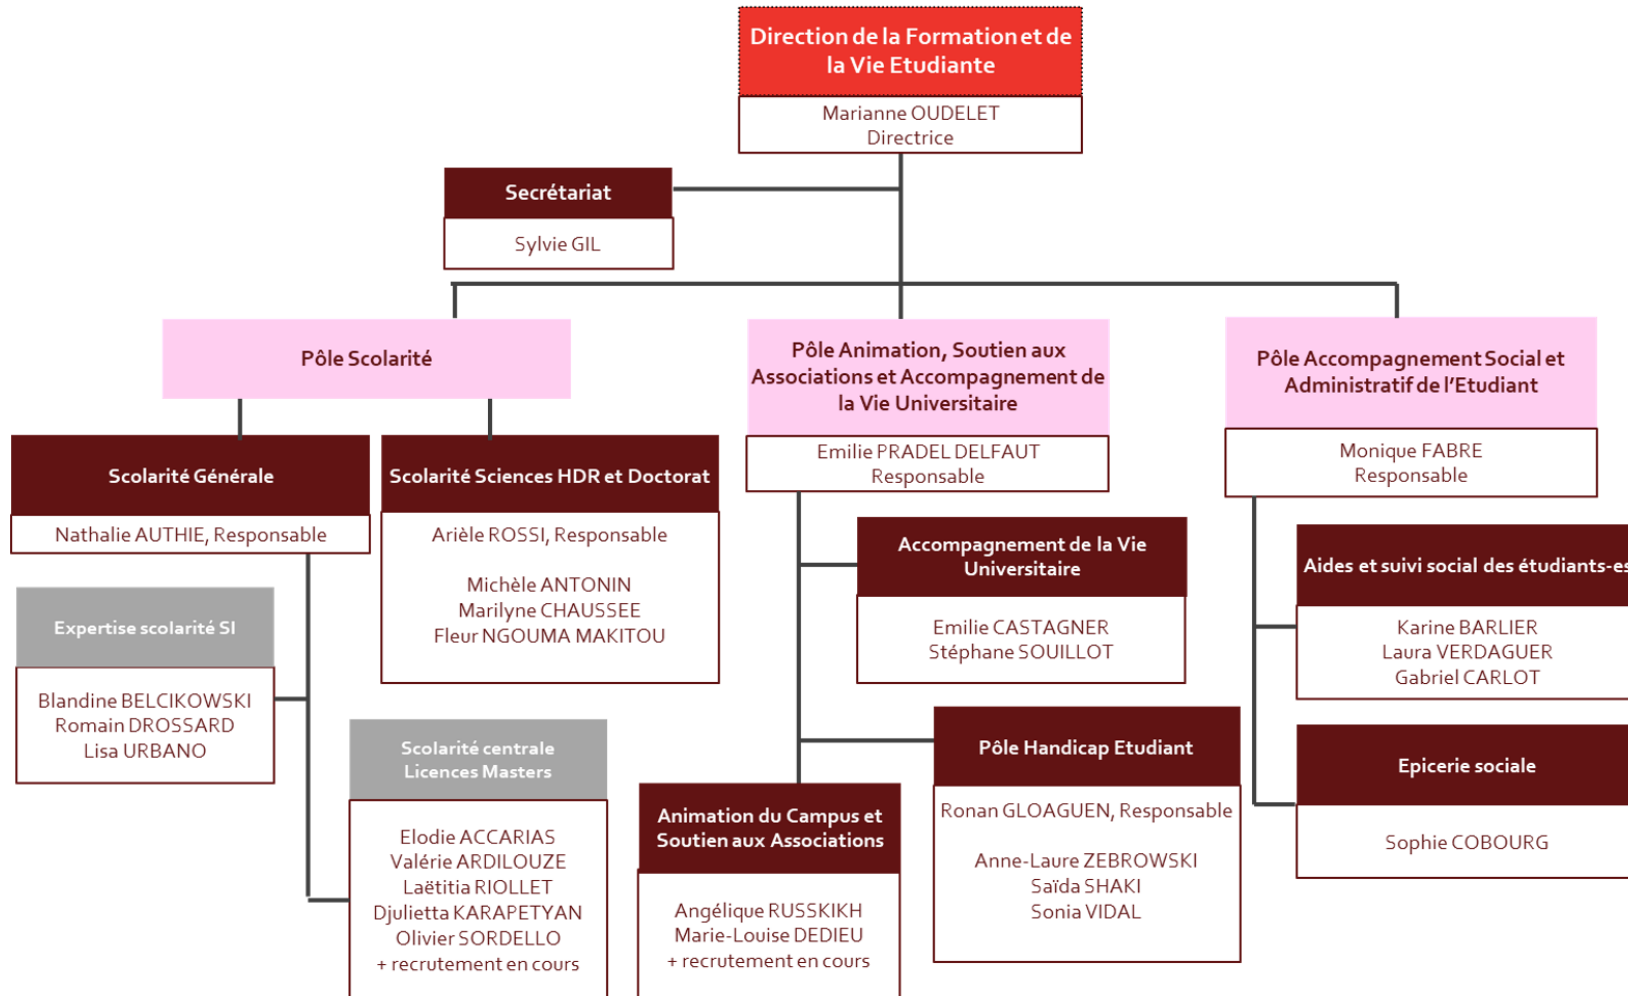 Direction de la Formation et de
la Vie Etudiante
Marianne OUDELET
Directrice
Secrétariat
Sylvie GIL
Pôle Scolarité
Scolarité Générale
Nathalie AUTHIE, Responsable
Expertise scolarité SI
Blandine BELCIKOWSKI
Romain DROSSARD
Lisa URBANO
Scolarité centrale
Licences Masters
Elodie ACCARIAS
Valérie ARDILOUZE
Laëtitia RIOLLET
Djulietta KARAPETYAN
Olivier SORDELLO
+ recrutement en cours
Scolarité Sciences HDR et Doctorat
Arièle ROSSI, Responsable
Michèle ANTONIN
Marilyne CHAUSSEE
Fleur NGOUMA MAKITOU
Pôle Animation, Soutien aux
Associations et Accompagnement de
la Vie Universitaire
Emilie PRADEL DELFAUT
Responsable
Accompagnement de la Vie
Universitaire
Emilie CASTAGNER
Stéphane SOUILLOT
Pôle Handicap Etudiant
Ronan GLOAGUEN, Responsable
Anne-Laure ZEBROWSKI
Saïda SHAKI
Sonia VIDAL
Animation du Campus et
Soutien aux Associations
Angélique RUSSKIKH
Marie-Louise DEDIEU
+ recrutement en cours
Pôle Accompagnement Social et
Administratif de l'Etudiant
Monique FABRE
Responsable
Aides et suivi social des étudiants-es
Karine BARLIER
Laura VERDAGUER
Gabriel CARLOT
Epicerie sociale
Sophie COBOURG